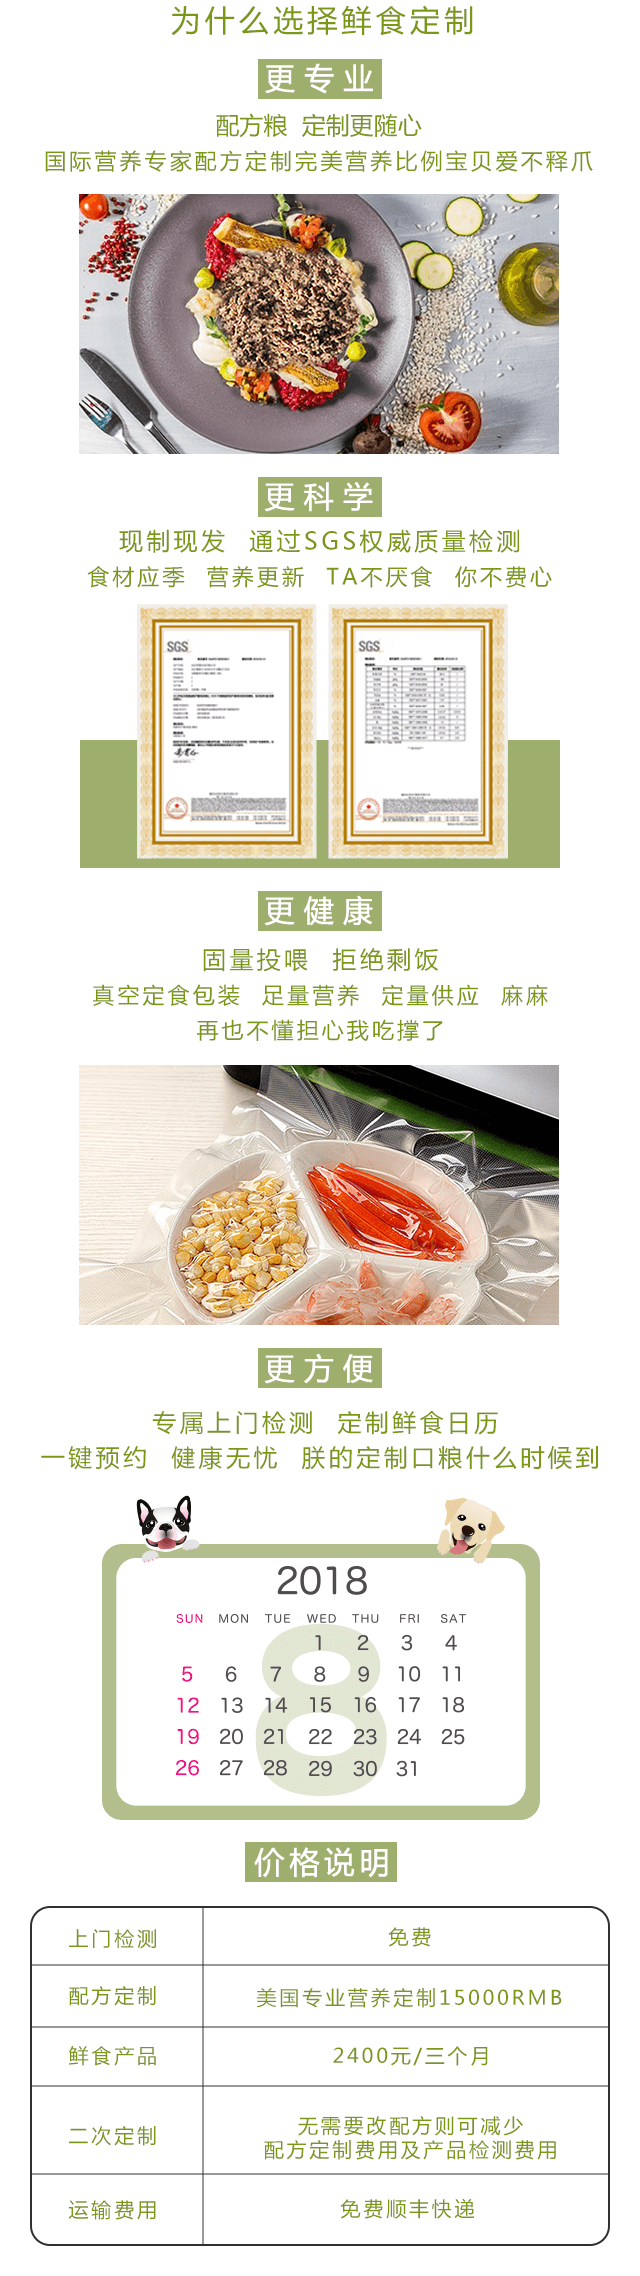 为什么选择鲜食定制
更专业
配方粮 定制更随心
国际营养专家配方定制完美营养比例宝贝爱不释爪
更科学
现制现发 通过SGS权威质量检测
食材应季 营养更新 TA不厌食 你不费心
SGS
SGS
更健康
固量投喂 拒绝剩饭
真空定食包装 足量营养 定量供应 麻麻
再也不懂担心我吃撑了
更方便
专属上门检测 定制鲜食日历
一键预约 健康无忧 朕的定制口粮什么时候到
2018
SUN MON TUE WED THU FRI SAT
8
1 2 3 4
5 6 7 8 9 10 11
12 13 14 15 16 17 18
19 20 21 22 23 24 25
26 27 28 29 30 31
价格说明
上门检测 免费
配方定制 美国专业营养定制15000RMB
鲜食产品 2400元/三个月
二次定制 无需要改配方则可减少
配方定制费用及产品检测费用
运输费用 免费顺丰快递